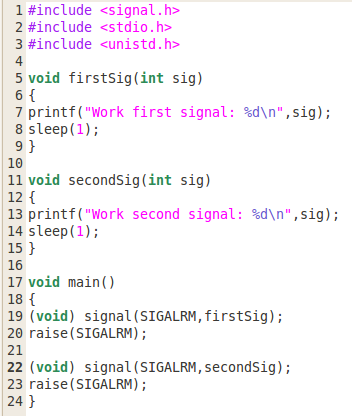 1 #include <signal.h>
2 #include <stdio.h>
3 #include <unistd.h>
4
5 void firstSig(int sig)
6 {
7 printf("Work first signal: %d\n",sig);
8 sleep(1);
9 }
10
11 void secondSig(int sig)
12 {
13 printf("Work second signal: %d\n",sig);
14 sleep(1);
15 }
16
17 void main()
18 {
19 (void) signal(SIGALRM,firstSig);
20 raise(SIGALRM);
21
22 (void) signal(SIGALRM,secondSig);
23 raise(SIGALRM);
24 }